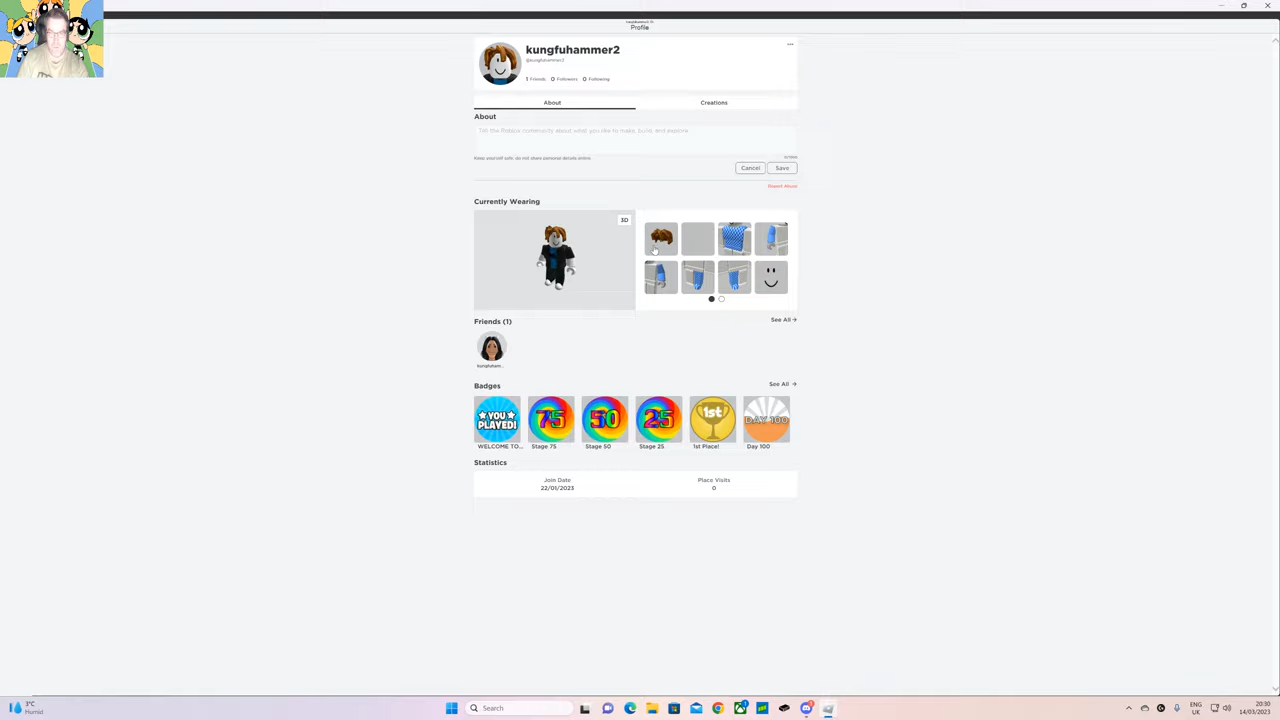 Profile
kungfuhammer2
@kungfuhammer2
1 Friends 0 Followers 0 Following
About Creations
About
Tell the Roblox community about what you like to make, build, and explore
Keep yourself safe, do not share personal details online.
Cancel Save
Report Abuse
Currently Wearing
3D
Friends (1)
See All →
kungfuham...
Badges
See All →
YOU PLAYED!
75
50
25
1st
DAY 100
WELCOME TO... Stage 75 Stage 50 Stage 25 1st Place! Day 100
Statistics
Join Date Place Visits
22/01/2023 0
3°C
Humid
Search
ENG
UK
20:30
14/03/2023